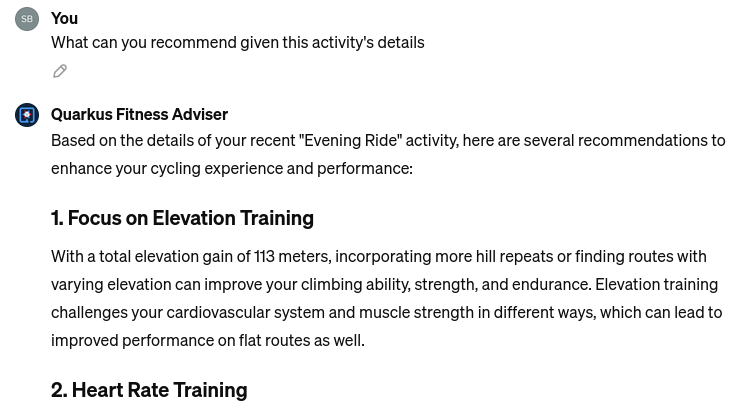 SB You
What can you recommend given this activity's details
Quarkus Fitness Adviser
Based on the details of your recent "Evening Ride" activity, here are several recommendations to
enhance your cycling experience and performance:
1. Focus on Elevation Training
With a total elevation gain of 113 meters, incorporating more hill repeats or finding routes with
varying elevation can improve your climbing ability, strength, and endurance. Elevation training
challenges your cardiovascular system and muscle strength in different ways, which can lead to
improved performance on flat routes as well.
2. Heart Rate Training